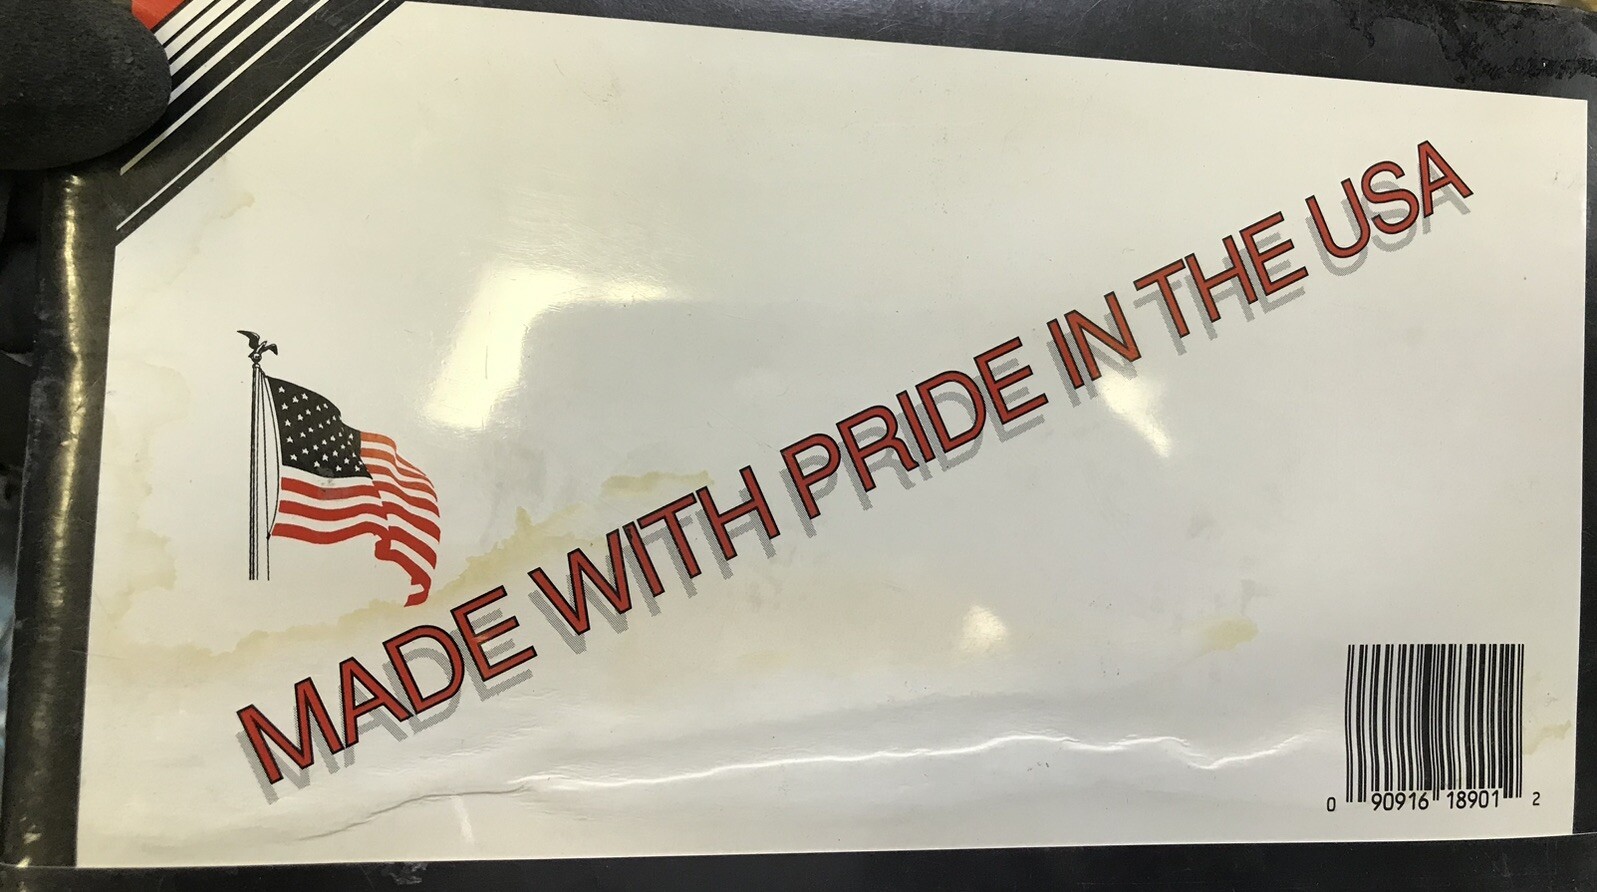 MADE WITH PRIDE IN THE USA
0 90916 18901 2